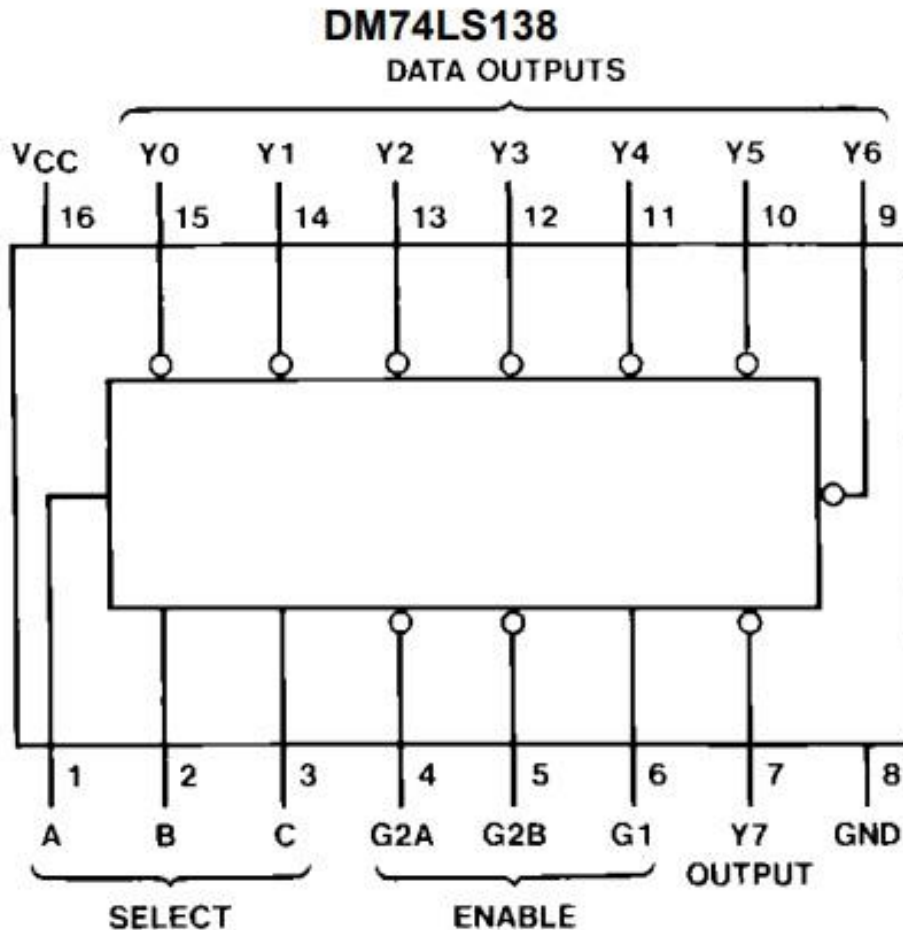 DM74LS138
DATA OUTPUTS
VCC Y0 Y1 Y2 Y3 Y4 Y5 Y6
16 15 14 13 12 11 10 9
1 2 3 4 5 6 7 8
A B C G2A G2B G1 Y7 GND
OUTPUT
SELECT ENABLE